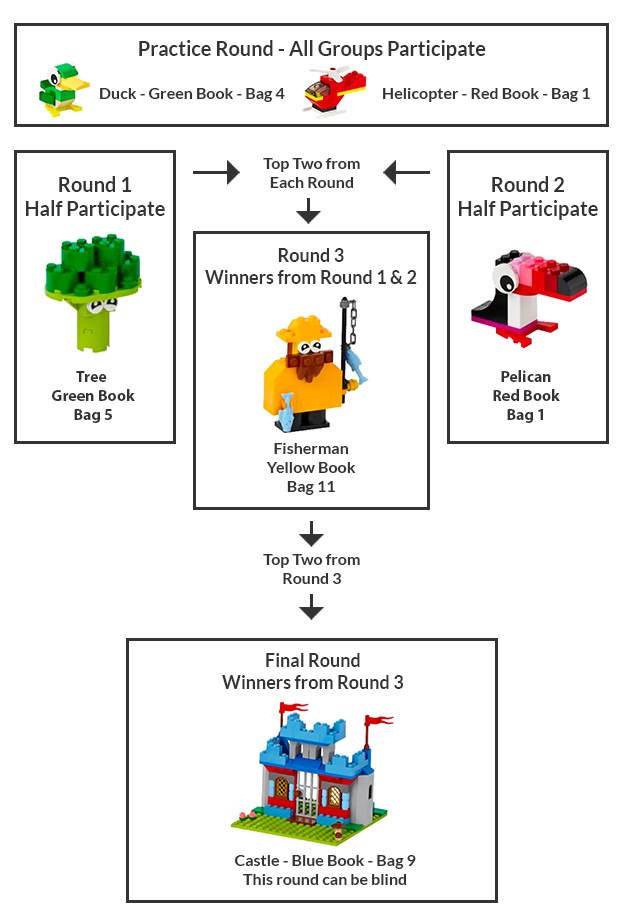 Practice Round - All Groups Participate
Duck - Green Book - Bag 4
Helicopter - Red Book - Bag 1
Round 1
Half Participate
Tree
Green Book
Bag 5
Top Two from
Each Round
Round 2
Half Participate
Pelican
Red Book
Bag 1
Round 3
Winners from Round 1 & 2
Fisherman
Yellow Book
Bag 11
Top Two from
Round 3
Final Round
Winners from Round 3
Castle - Blue Book - Bag 9
This round can be blind